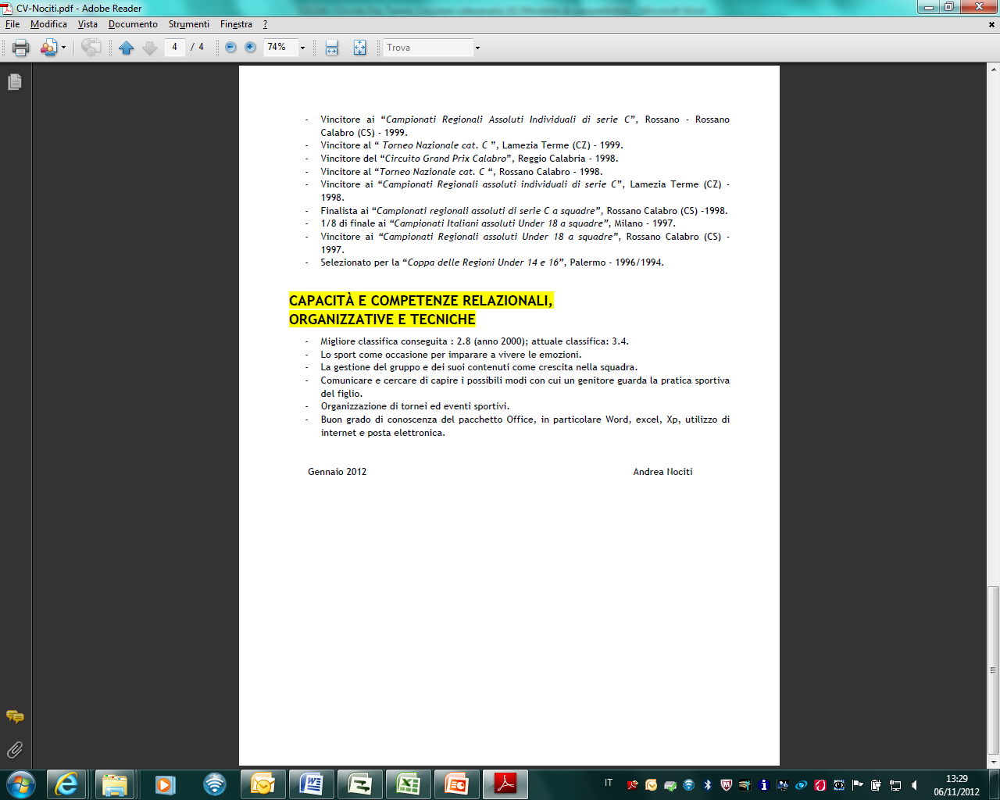 CV-Nociti.pdf - Adobe Reader
File Modifica Vista Documento Strumenti Finestra ?
4 / 4 74% Trova
- Vincitore ai “Campionati Regionali Assoluti Individuali di serie C”, Rossano - Rossano
Calabro (CS) - 1999.
- Vincitore al “ Torneo Nazionale cat. C ”, Lamezia Terme (CZ) - 1999.
- Vincitore del “Circuito Grand Prix Calabro”, Reggio Calabria - 1998.
- Vincitore al “Torneo Nazionale cat. C “, Rossano Calabro - 1998.
- Vincitore ai “Campionati Regionali assoluti individuali di serie C”, Lamezia Terme (CZ) -
1998.
- Finalista ai “Campionati regionali assoluti di serie C a squadre”, Rossano Calabro (CS) -1998.
- 1/8 di finale ai “Campionati Italiani assoluti Under 18 a squadre”, Milano - 1997.
- Vincitore ai “Campionati Regionali assoluti Under 18 a squadre”, Rossano Calabro (CS) -
1997.
- Selezionato per la “Coppa delle Regioni Under 14 e 16”, Palermo - 1996/1994.
CAPACITÀ E COMPETENZE RELAZIONALI,
ORGANIZZATIVE E TECNICHE
- Migliore classifica conseguita : 2.8 (anno 2000); attuale classifica: 3.4.
- Lo sport come occasione per imparare a vivere le emozioni.
- La gestione del gruppo e dei suoi contenuti come crescita nella squadra.
- Comunicare e cercare di capire i possibili modi con cui un genitore guarda la pratica sportiva
del figlio.
- Organizzazione di tornei ed eventi sportivi.
- Buon grado di conoscenza del pacchetto Office, in particolare Word, excel, Xp, utilizzo di
internet e posta elettronica.
Gennaio 2012 Andrea Nociti
IT 13:29
06/11/2012